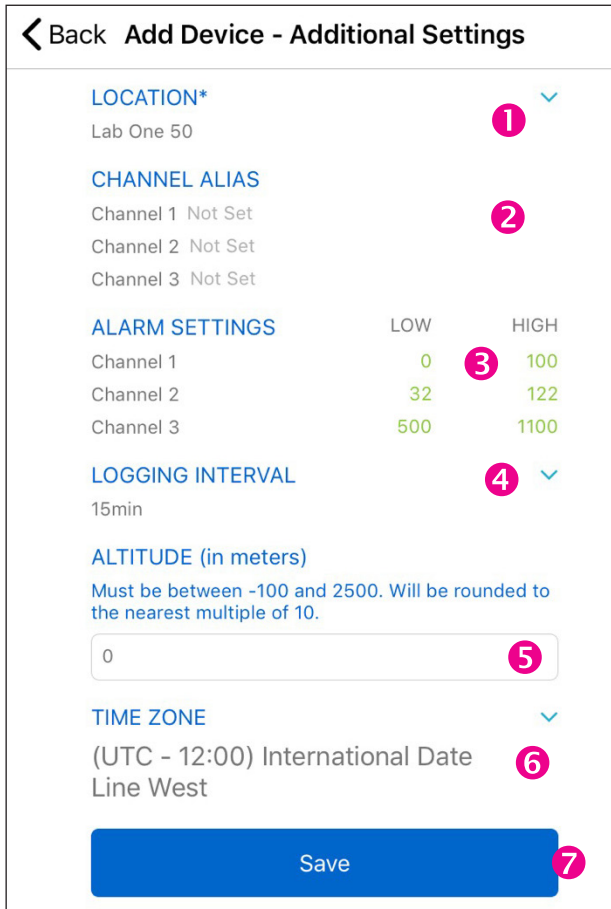 Back Add Device - Additional Settings
LOCATION*
1
Lab One 50
CHANNEL ALIAS
Channel 1 Not Set
2
Channel 2 Not Set
Channel 3 Not Set
ALARM SETTINGS LOW HIGH
Channel 1 0 3 100
Channel 2 32 122
Channel 3 500 1100
LOGGING INTERVAL 4
15min
ALTITUDE (in meters)
Must be between -100 and 2500. Will be rounded to
the nearest multiple of 10.
0 5
TIME ZONE
(UTC - 12:00) International Date
6
Line West
Save 7